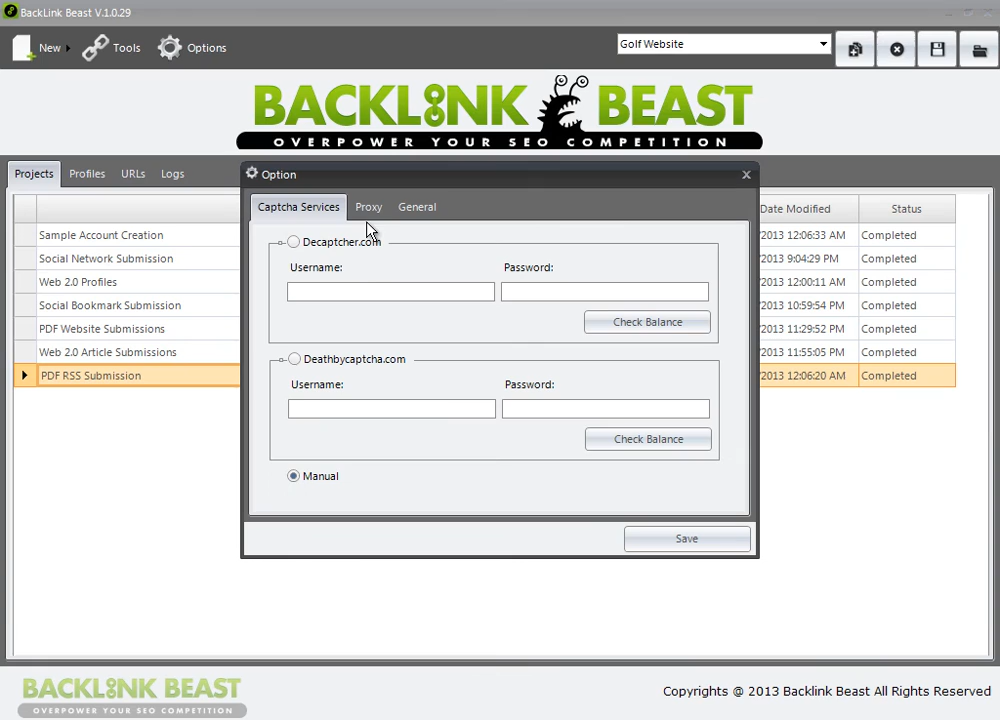 BackLink Beast V.1.0.29
New Tools Options Golf Website
BACKLINK BEAST
OVERPOWER YOUR SEO COMPETITION
Projects Profiles URLs Logs
Option
Captcha Services Proxy General
Date Modified Status
Sample Account Creation /2013 12:06:33 AM Completed
Social Network Submission /2013 9:04:29 PM Completed
Web 2.0 Profiles /2013 12:00:11 AM Completed
Social Bookmark Submission /2013 10:59:54 PM Completed
PDF Website Submissions /2013 11:29:52 PM Completed
Web 2.0 Article Submissions /2013 11:55:05 PM Completed
PDF RSS Submission /2013 12:06:20 AM Completed
Decaptcher.com
Username: Password:
Check Balance
Deathbycaptcha.com
Username: Password:
Check Balance
Manual
Save
BACKLINK BEAST
OVERPOWER YOUR SEO COMPETITION
Copyrights @ 2013 Backlink Beast All Rights Reserved